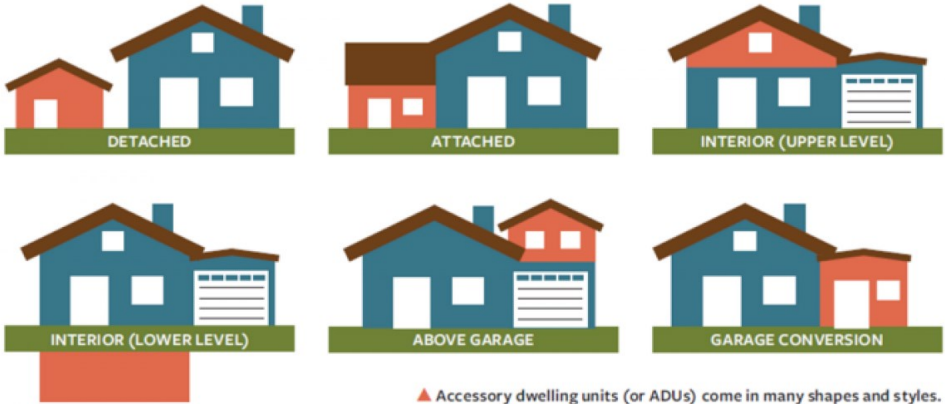 DETACHED
ATTACHED
INTERIOR (UPPER LEVEL)
INTERIOR (LOWER LEVEL)
ABOVE GARAGE
GARAGE CONVERSION
Accessory dwelling units (or ADUs) come in many shapes and styles.